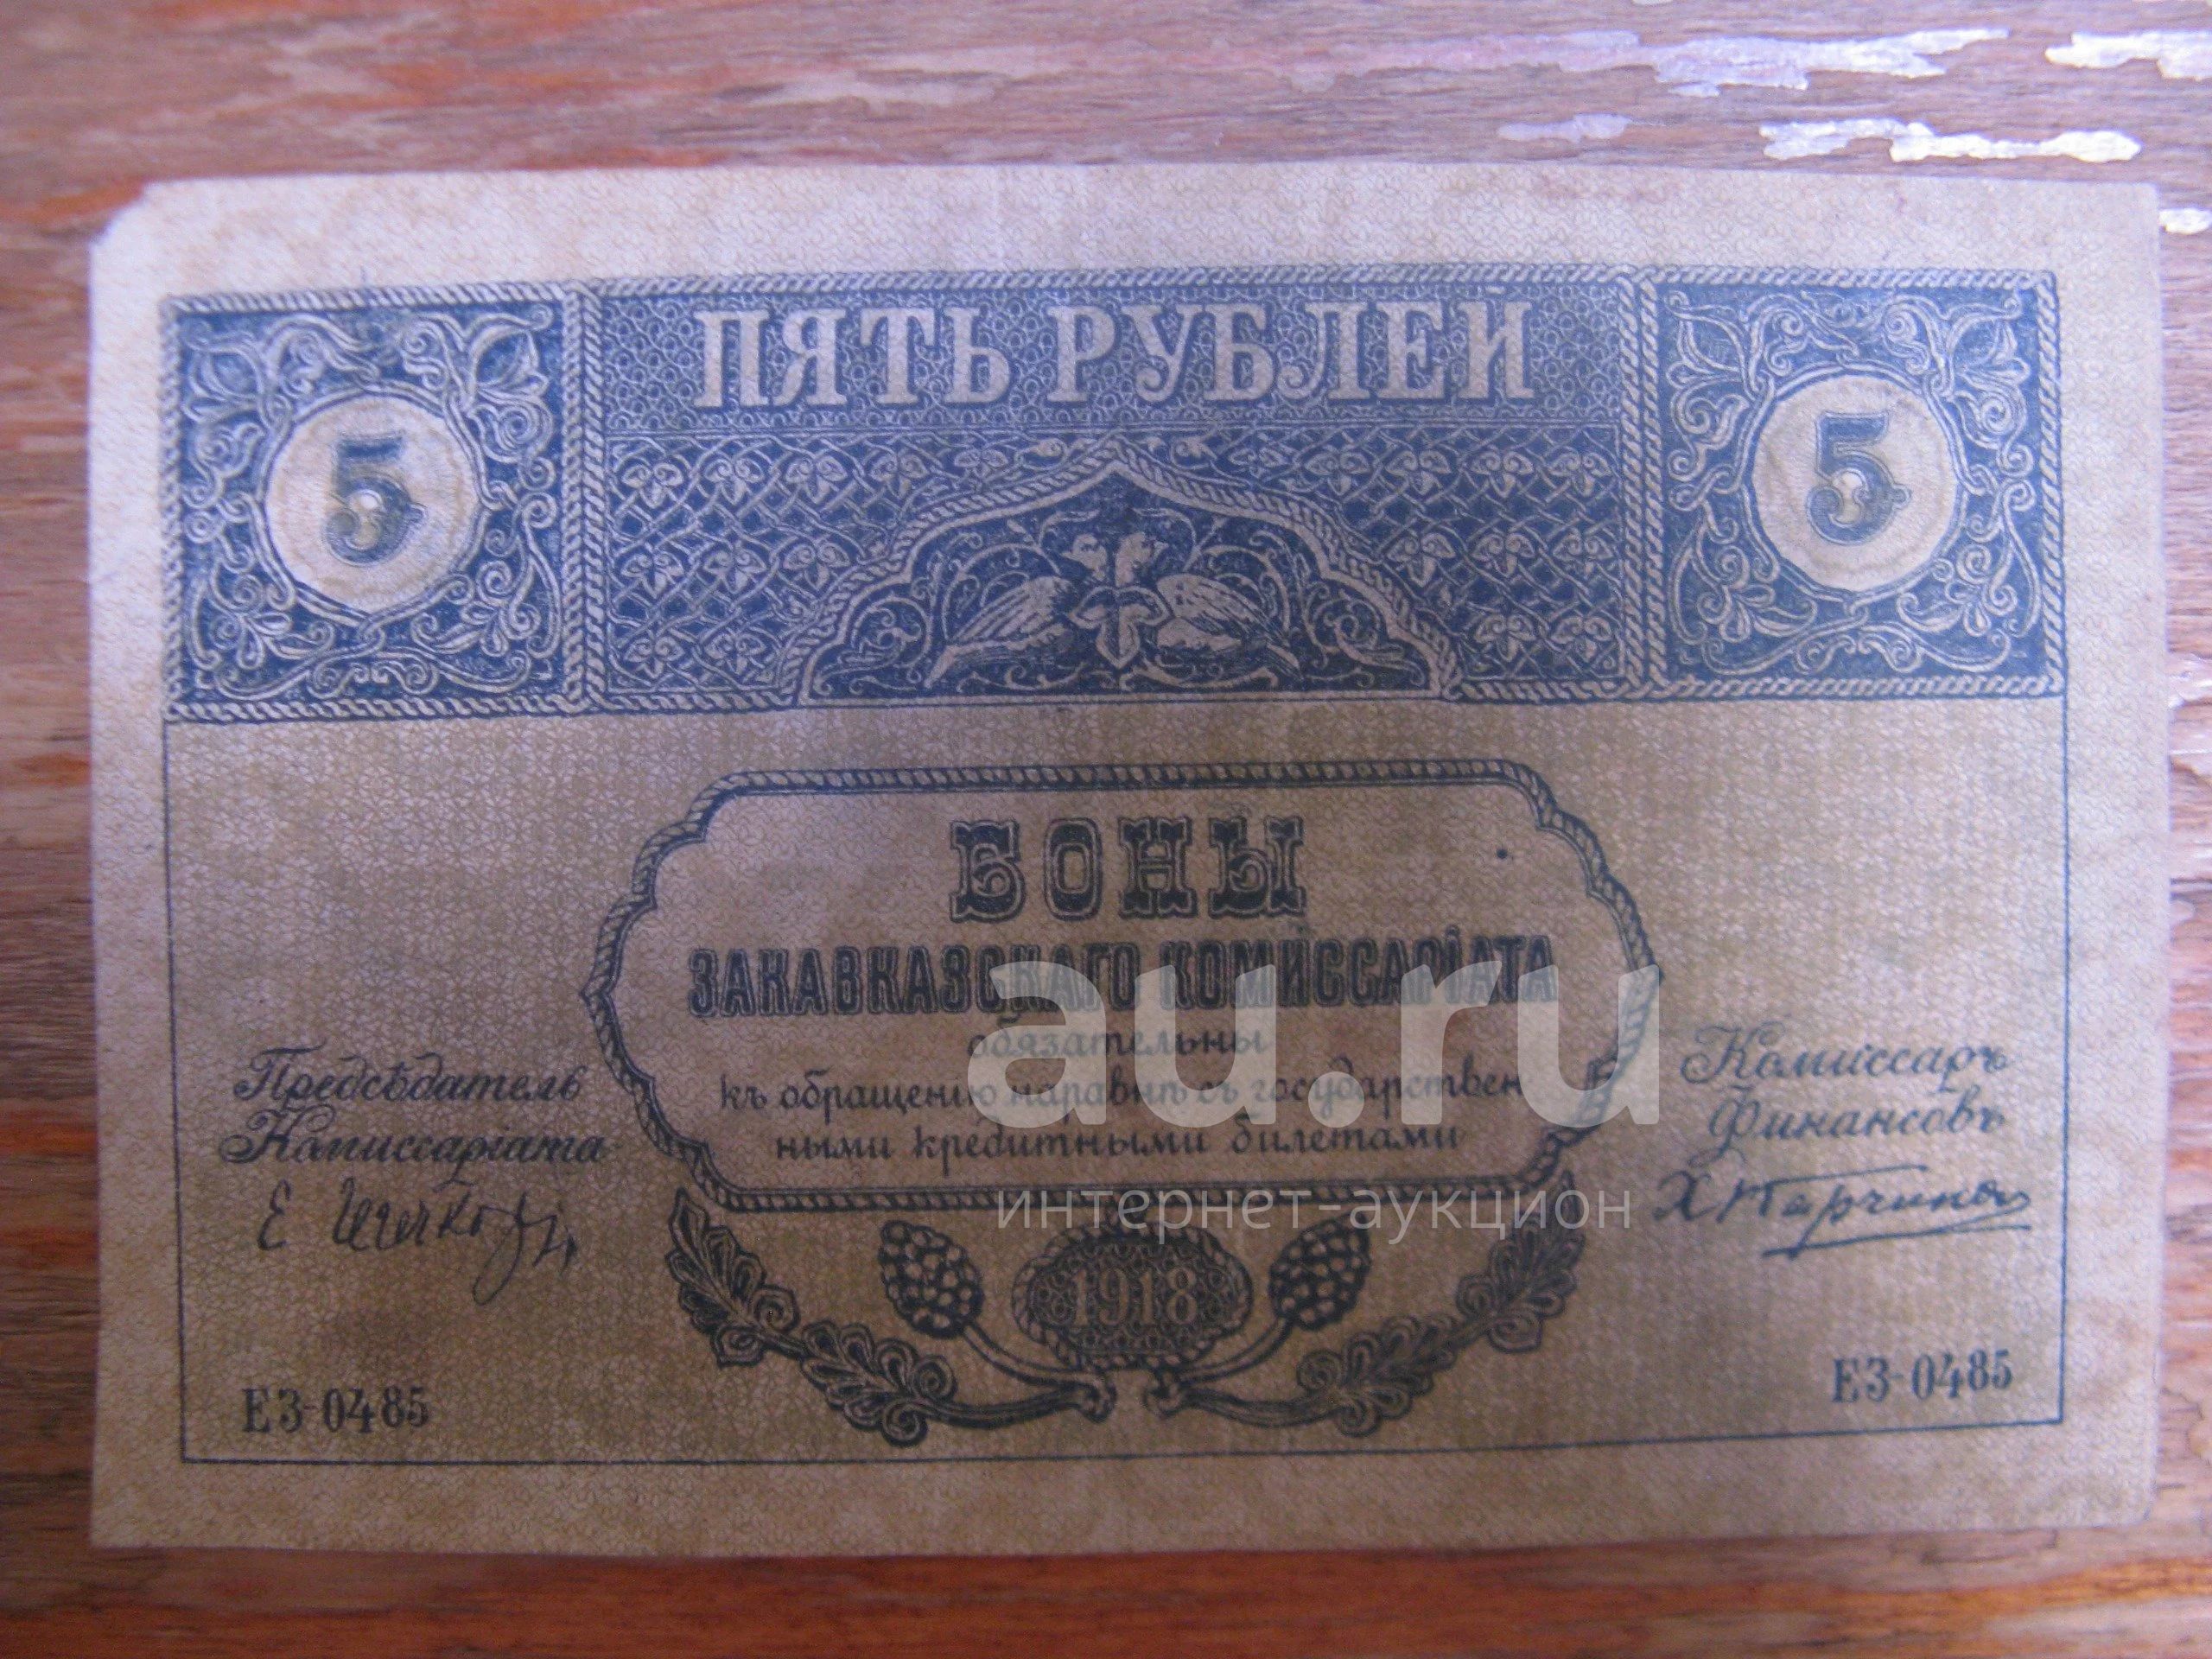 ПЯТЬ РУБЛЕЙ
5
5
БОНЫ
ЗАКАВКАЗСКАГО КОМИССАРІАТА
обязательны
къ обращенію наравнѣ съ государствен
ными кредитными билетами
Предсѣдатель
Комиссаріата
Комиссаръ
Финансовъ
1918
ЕЗ-0485
ЕЗ-0485
au.ru
интернет-аукцион